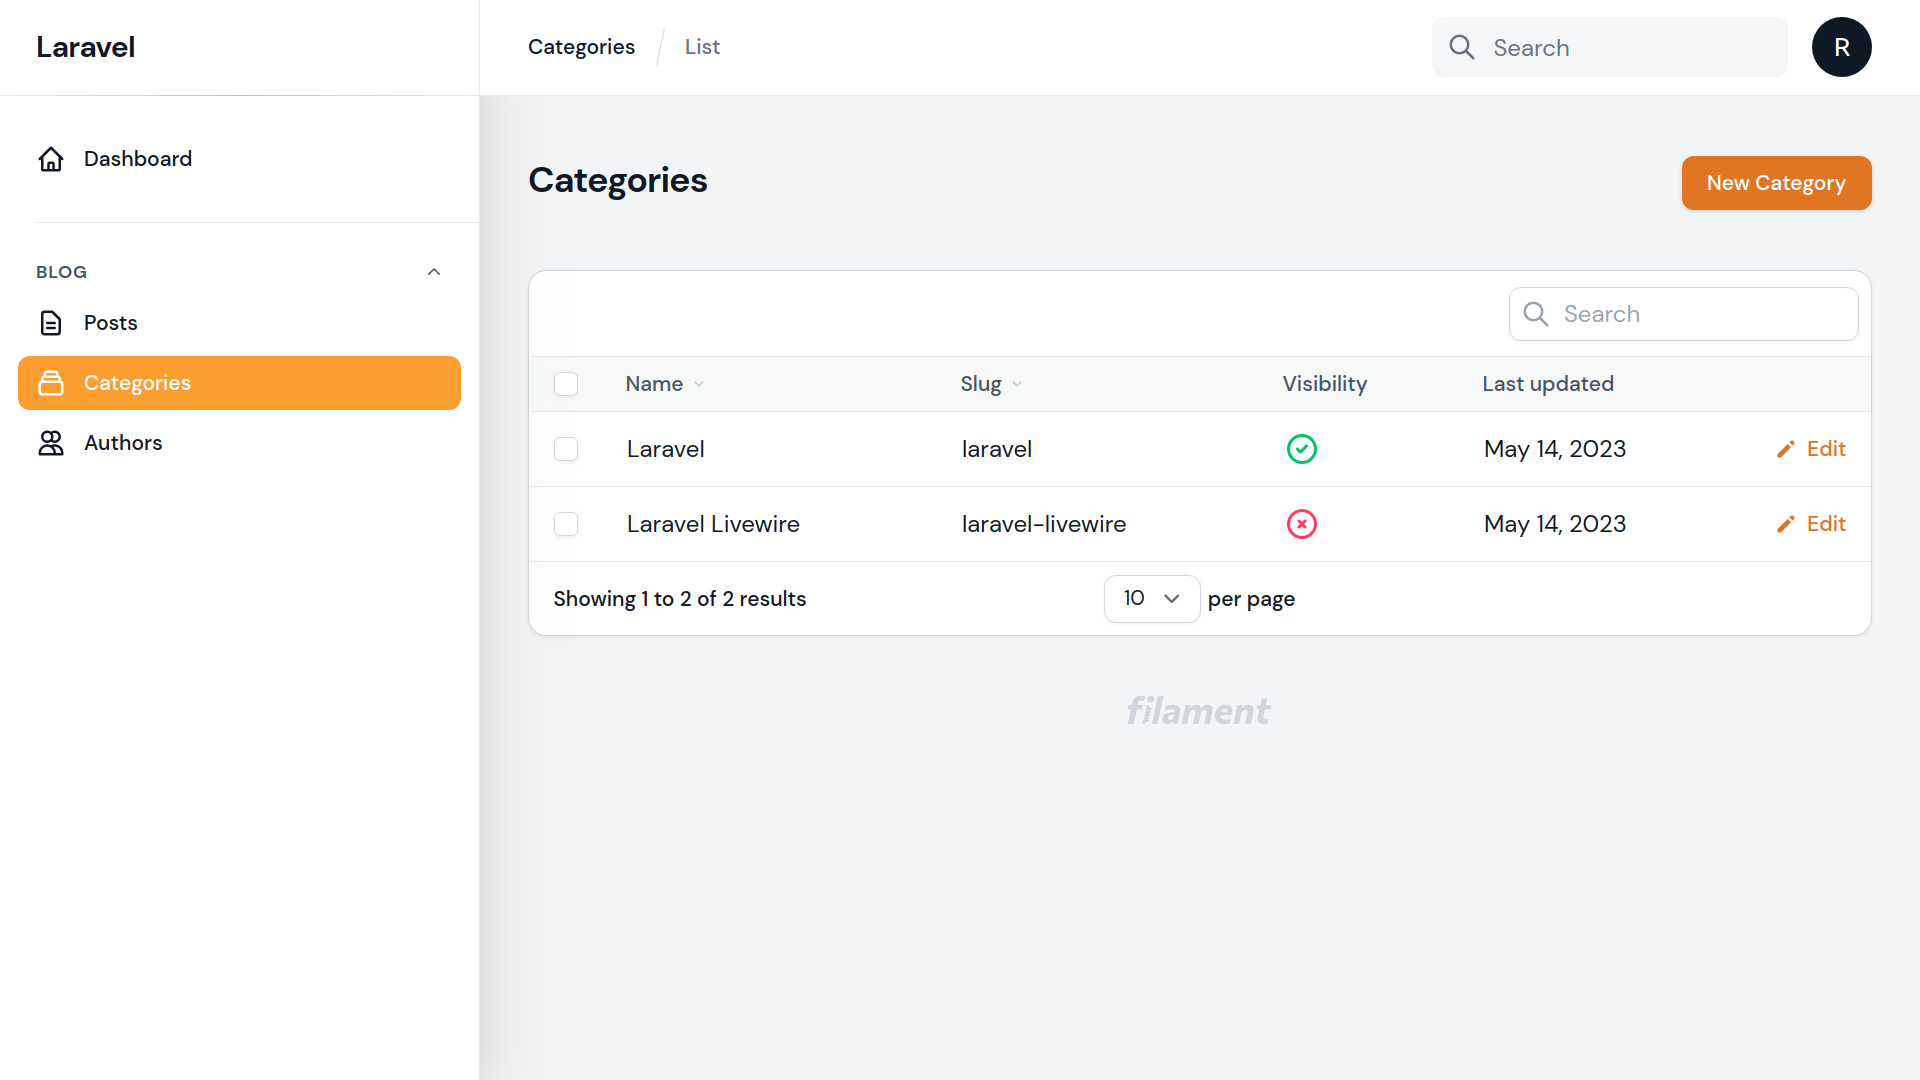 Laravel
Categories
List
Search
R
Dashboard
BLOG
Posts
Categories
Authors
Categories
New Category
Search
Name Slug Visibility Last updated
Laravel laravel May 14, 2023 Edit
Laravel Livewire laravel-livewire May 14, 2023 Edit
Showing 1 to 2 of 2 results 10 per page
filament